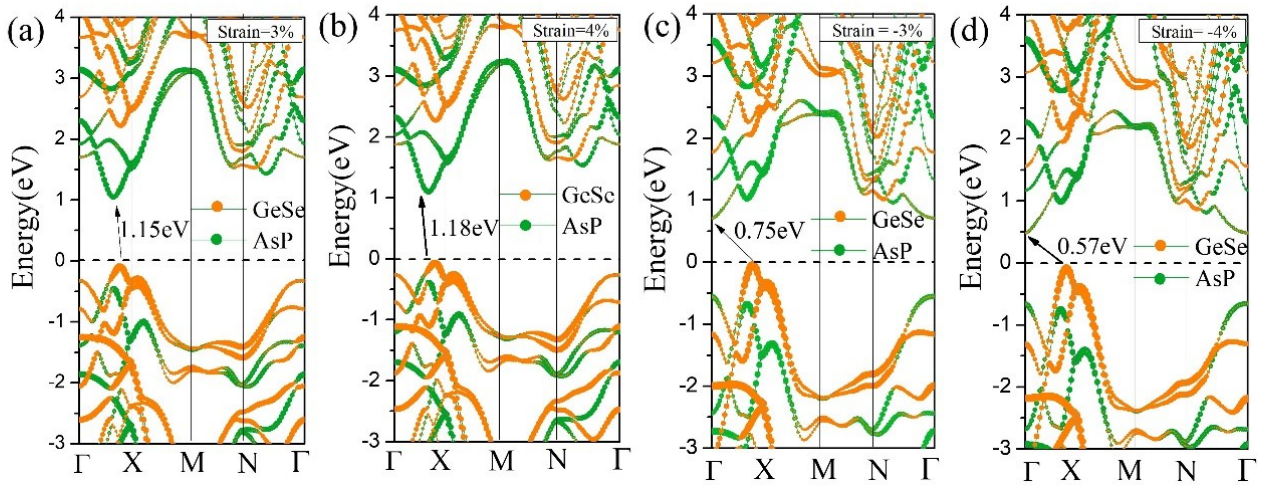 (a)
Strain=3%
Energy(eV)
4
3
2
1
0
-1
-2
-3
GeSe
AsP
1.15eV
Γ X M N Γ
(b)
Strain=4%
Energy(eV)
4
3
2
1
0
-1
-2
-3
GeSe
AsP
1.18eV
Γ X M N Γ
(c)
Strain = -3%
Energy(eV)
4
3
2
1
0
-1
-2
-3
GeSe
AsP
0.75eV
Γ X M N Γ
(d)
Strain= -4%
Energy(eV)
4
3
2
1
0
-1
-2
-3
GeSe
AsP
0.57eV
Γ X M N Γ